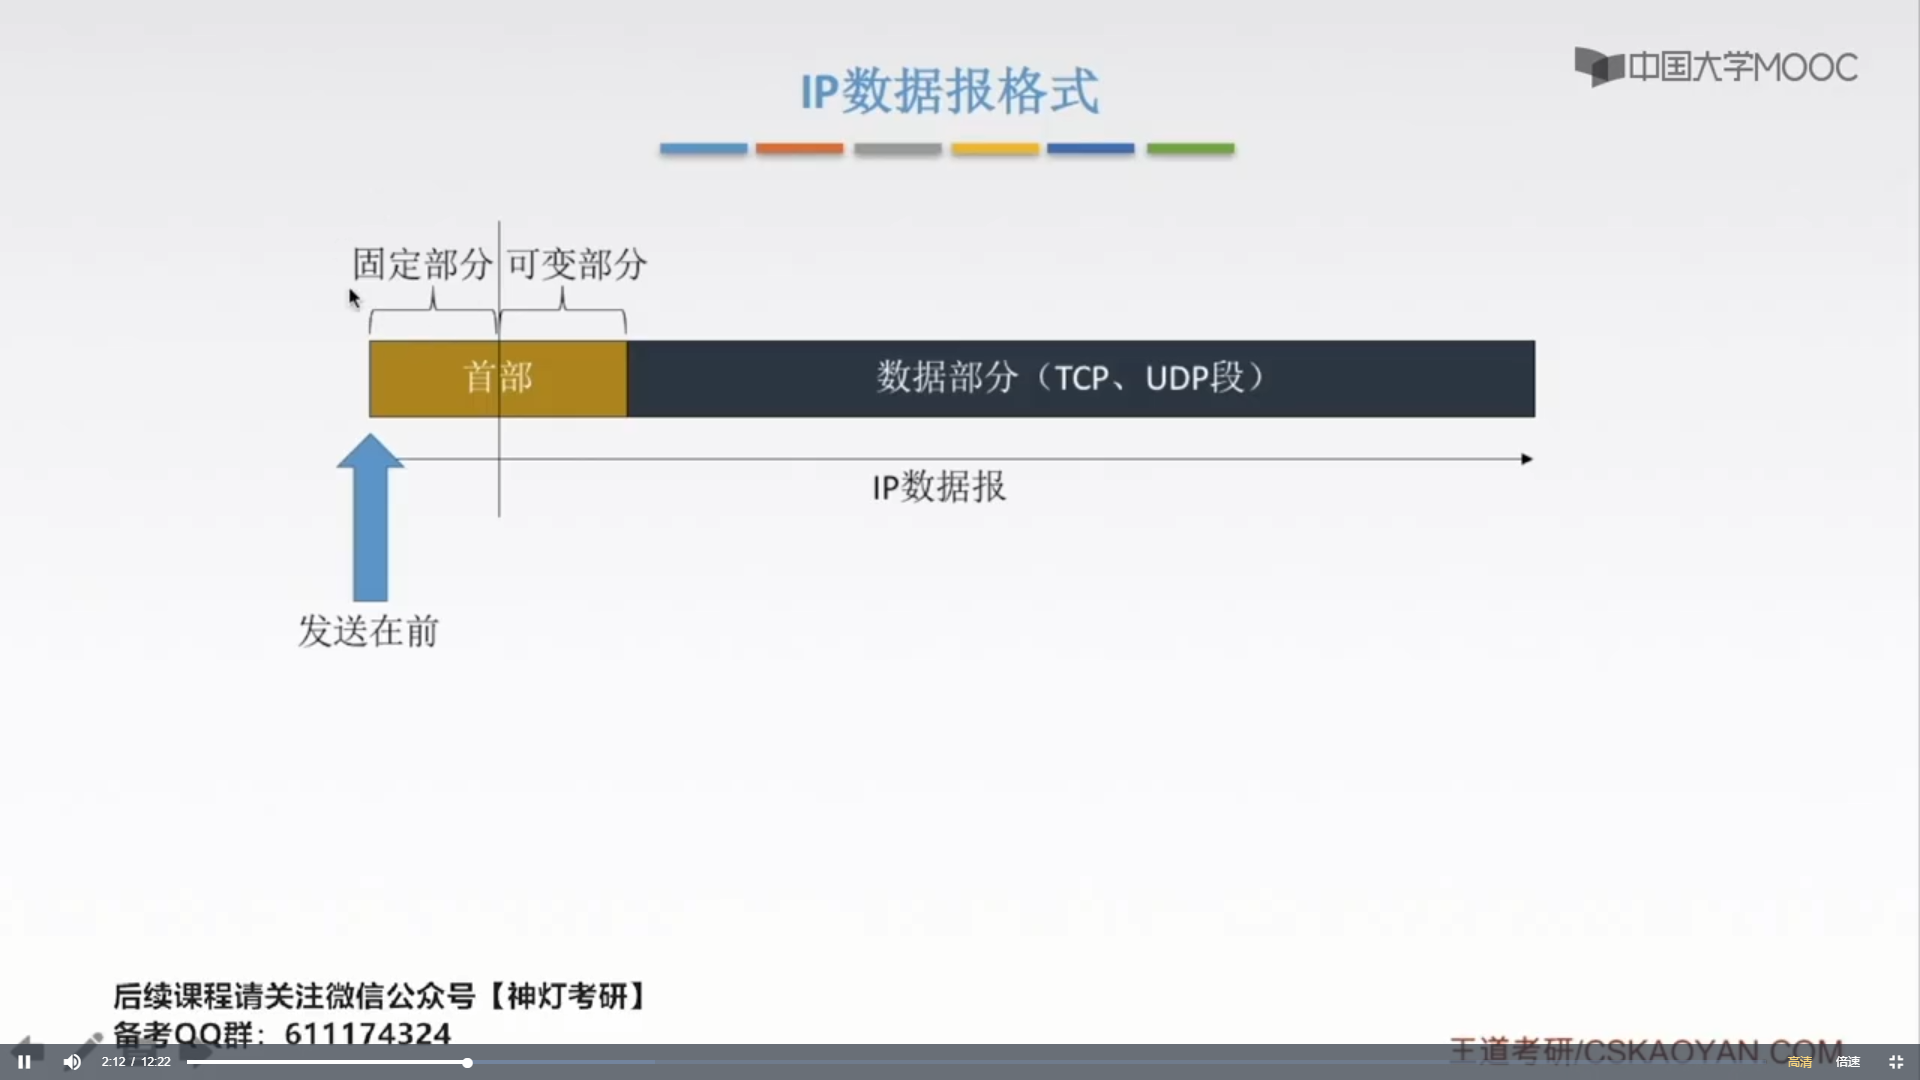 中国大学MOOC
IP数据报格式
固定部分 可变部分
首部 数据部分（TCP、UDP段）
IP数据报
发送在前
后续课程请关注微信公众号【神灯考研】
备考QQ群：611174324
王道考研/CSKAOYAN.COM
2:12 / 12:22 高清 倍速